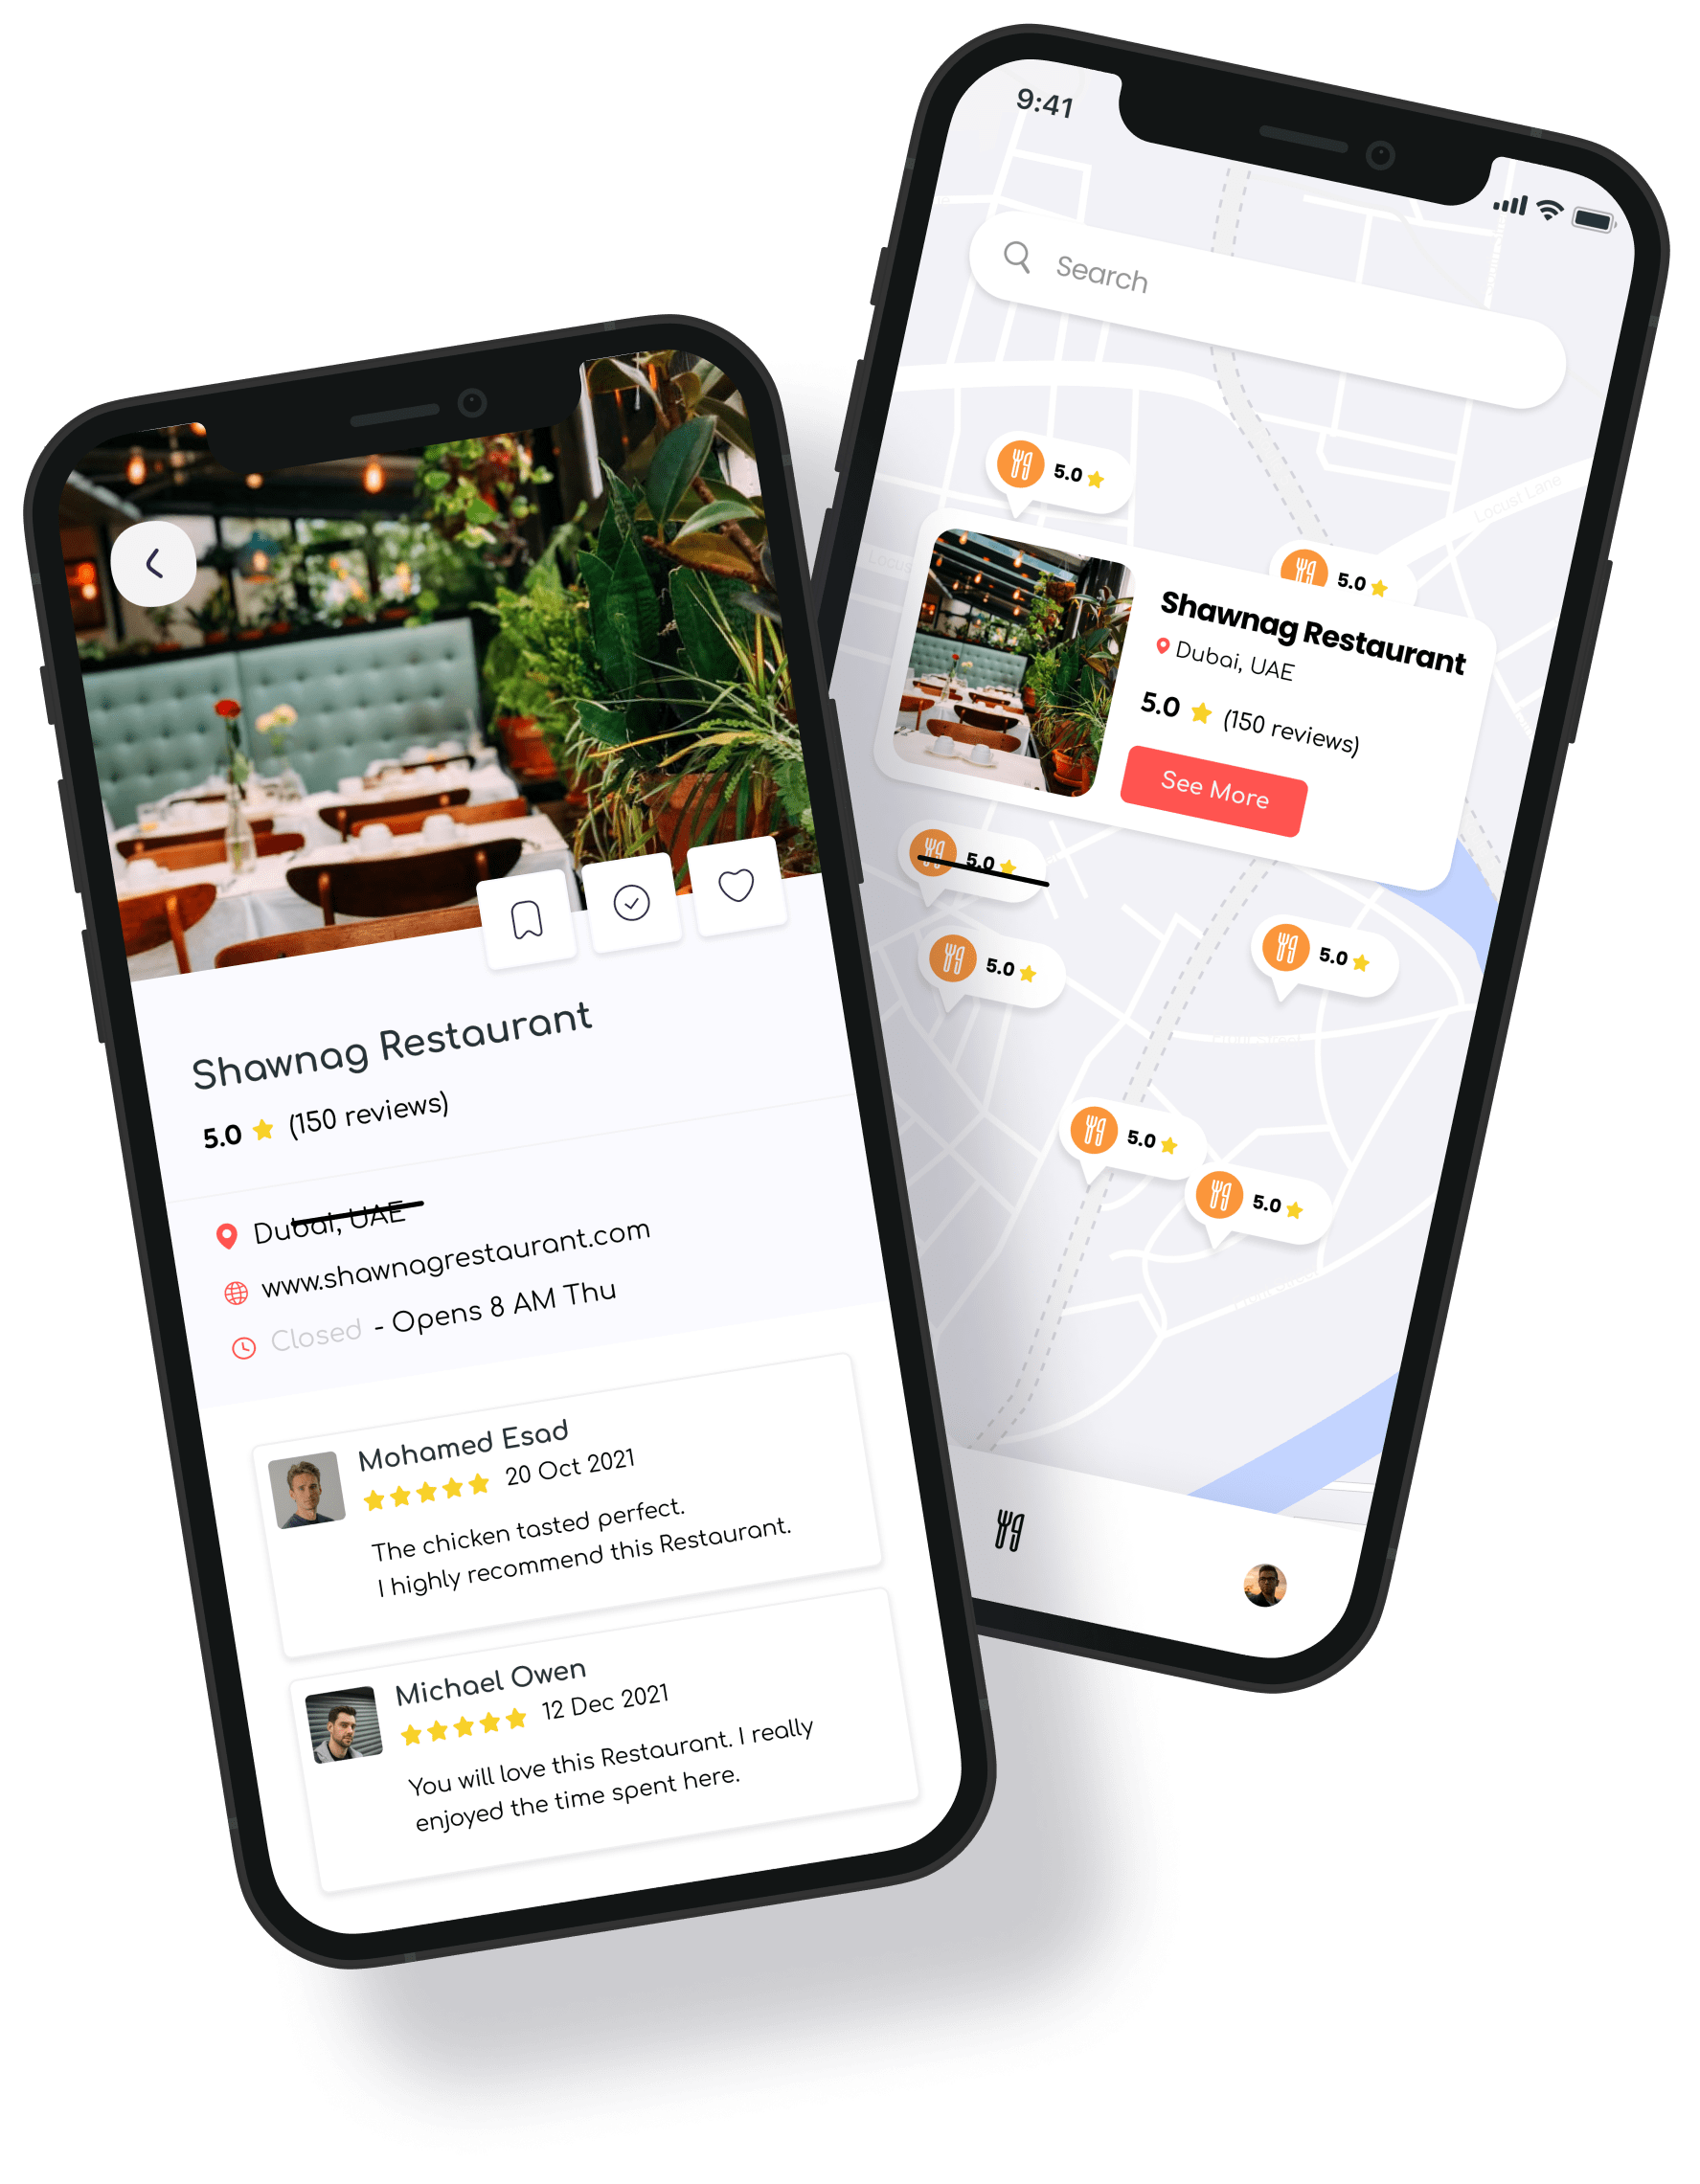 9:41
Search
5.0
5.0
Locust Lane
Shawnag Restaurant
Dubai, UAE
5.0 (150 reviews)
See More
5.0
5.0
5.0
5.0
5.0
Shawnag Restaurant
5.0 (150 reviews)
Dubai, UAE
www.shawnagrestaurant.com
Closed - Opens 8 AM Thu
Mohamed Esad
20 Oct 2021
The chicken tasted perfect.
I highly recommend this Restaurant.
Michael Owen
12 Dec 2021
You will love this Restaurant. I really
enjoyed the time spent here.